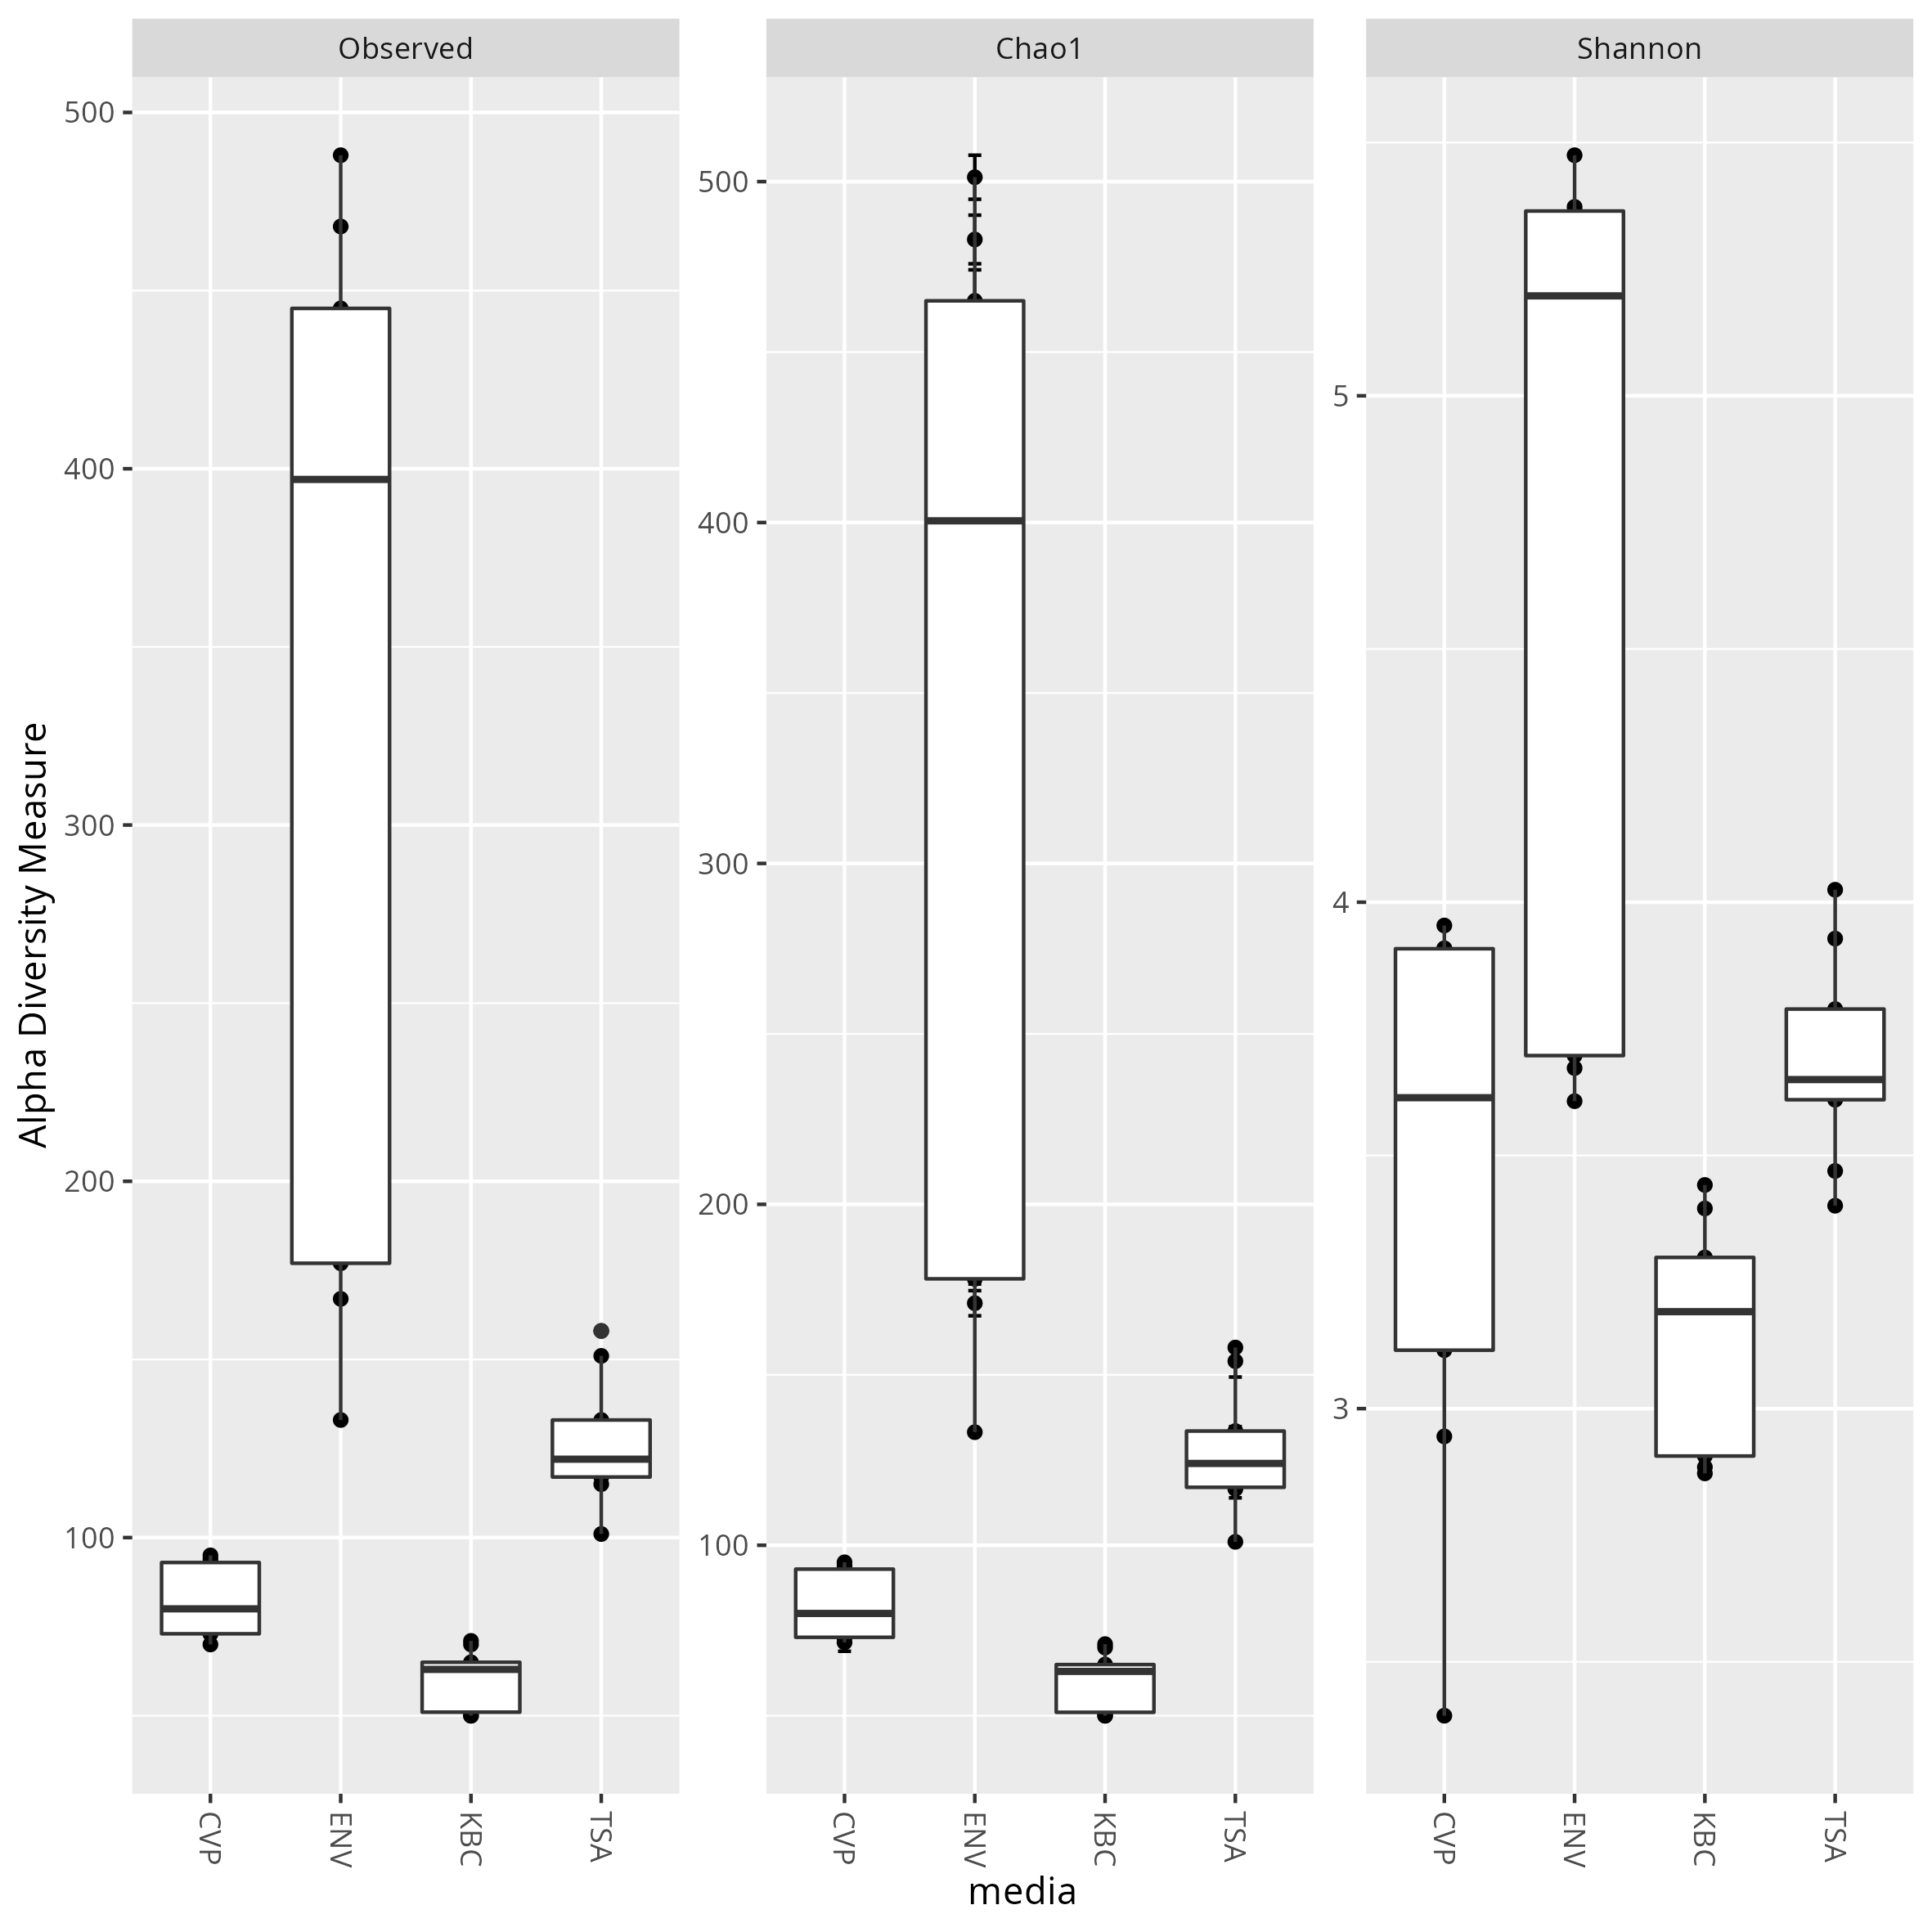 Observed
Chao1
Shannon
Alpha Diversity Measure
500
400
300
200
100
500
400
300
200
100
5
4
3
CVP
ENV
KBC
TSA
CVP
ENV
KBC
TSA
CVP
ENV
KBC
TSA
media